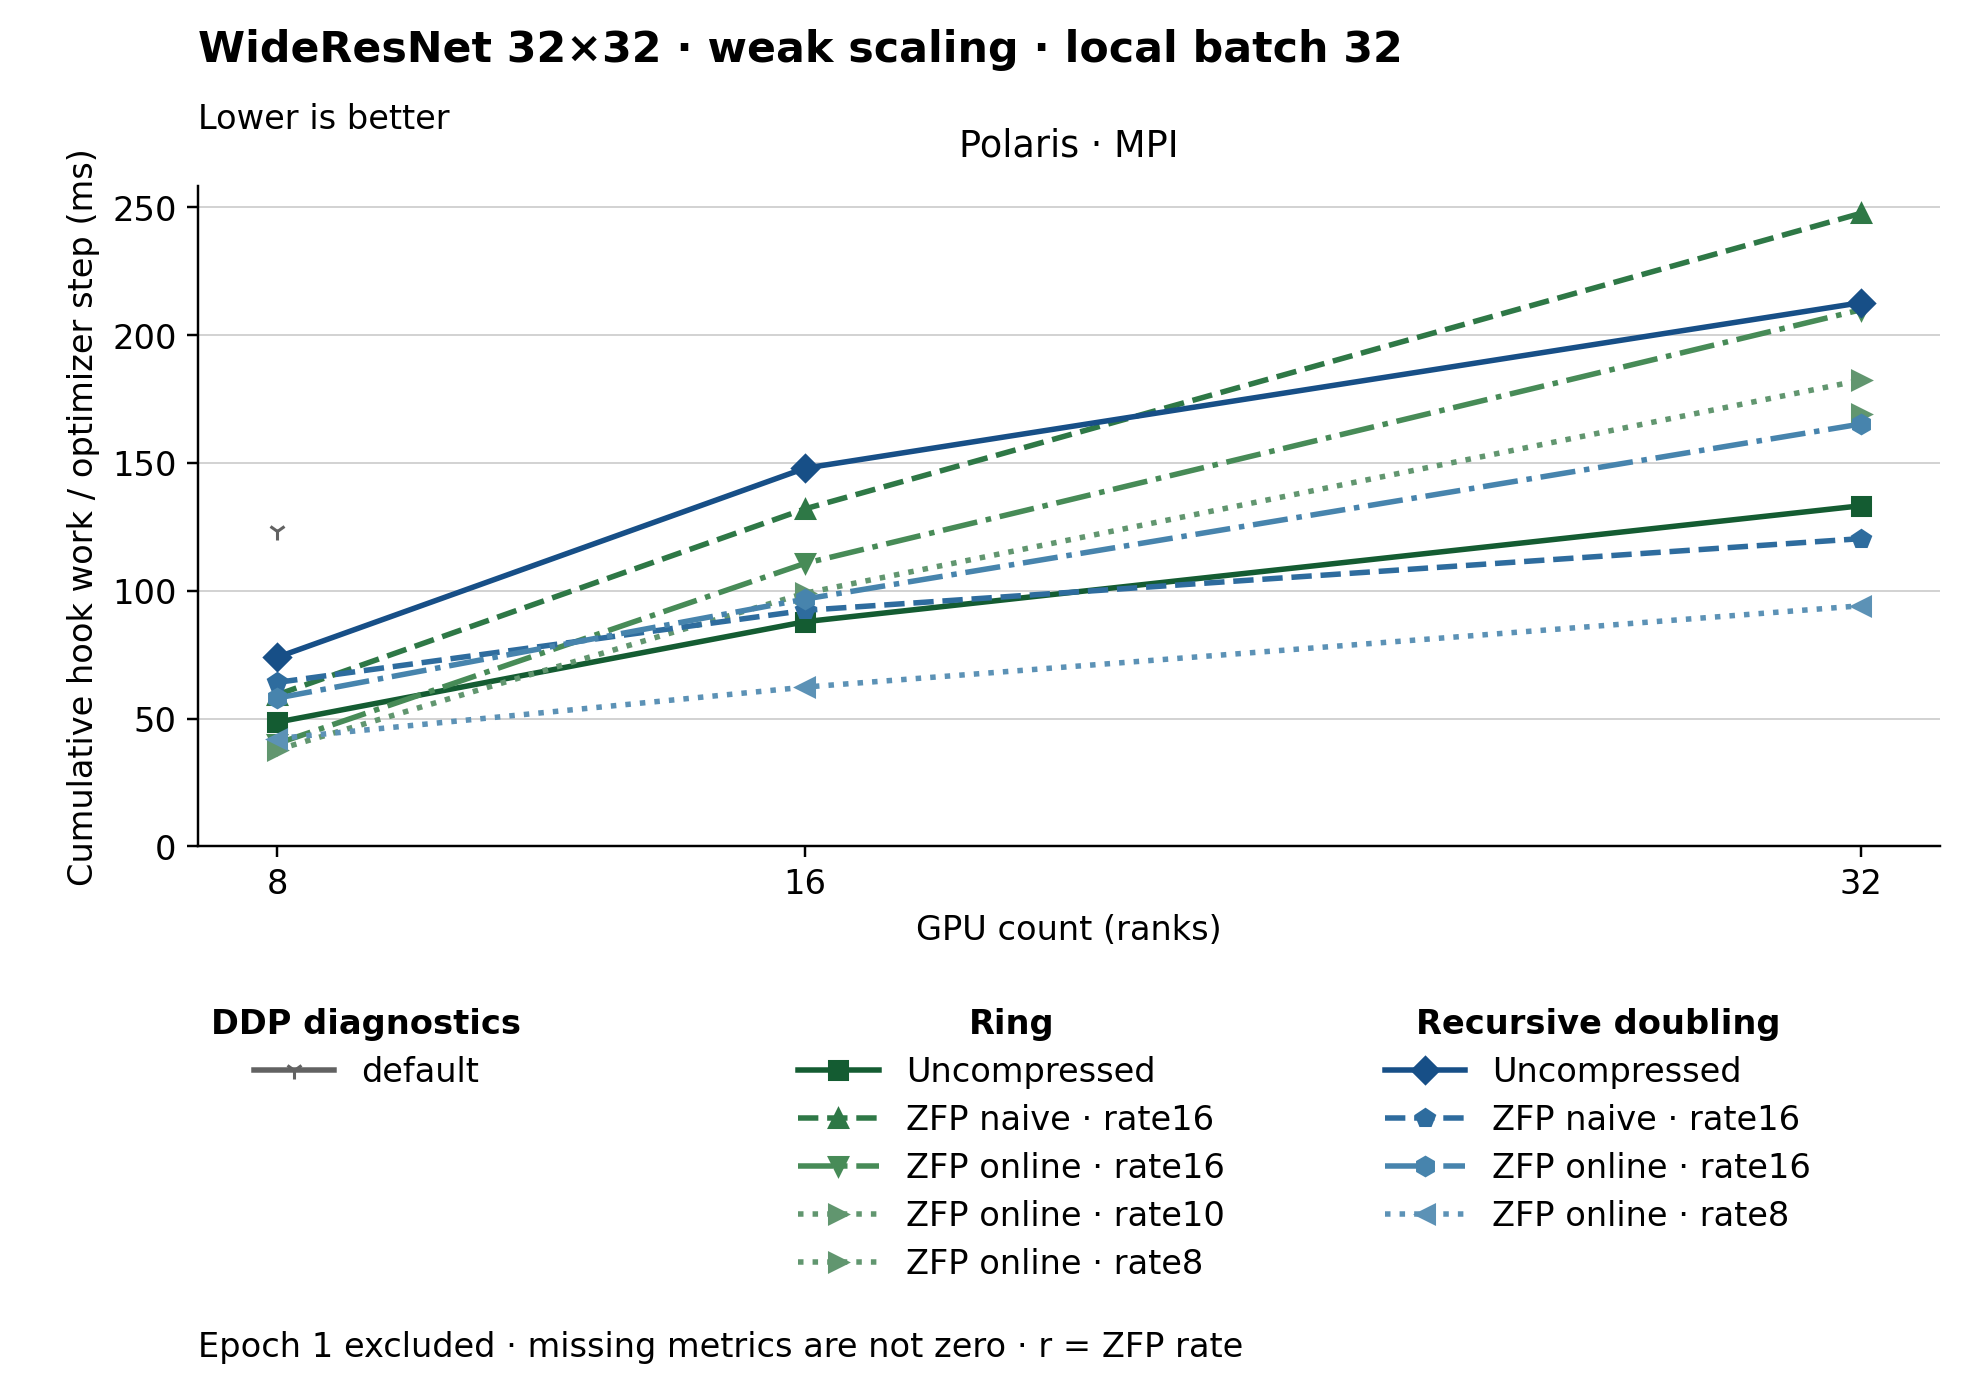 WideResNet 32×32 · weak scaling · local batch 32
Lower is better
Polaris · MPI
Cumulative hook work / optimizer step (ms)
250
200
150
100
50
0
8 16 32
GPU count (ranks)
DDP diagnostics
default
Ring
Uncompressed
ZFP naive · rate16
ZFP online · rate16
ZFP online · rate10
ZFP online · rate8
Recursive doubling
Uncompressed
ZFP naive · rate16
ZFP online · rate16
ZFP online · rate8
Epoch 1 excluded · missing metrics are not zero · r = ZFP rate